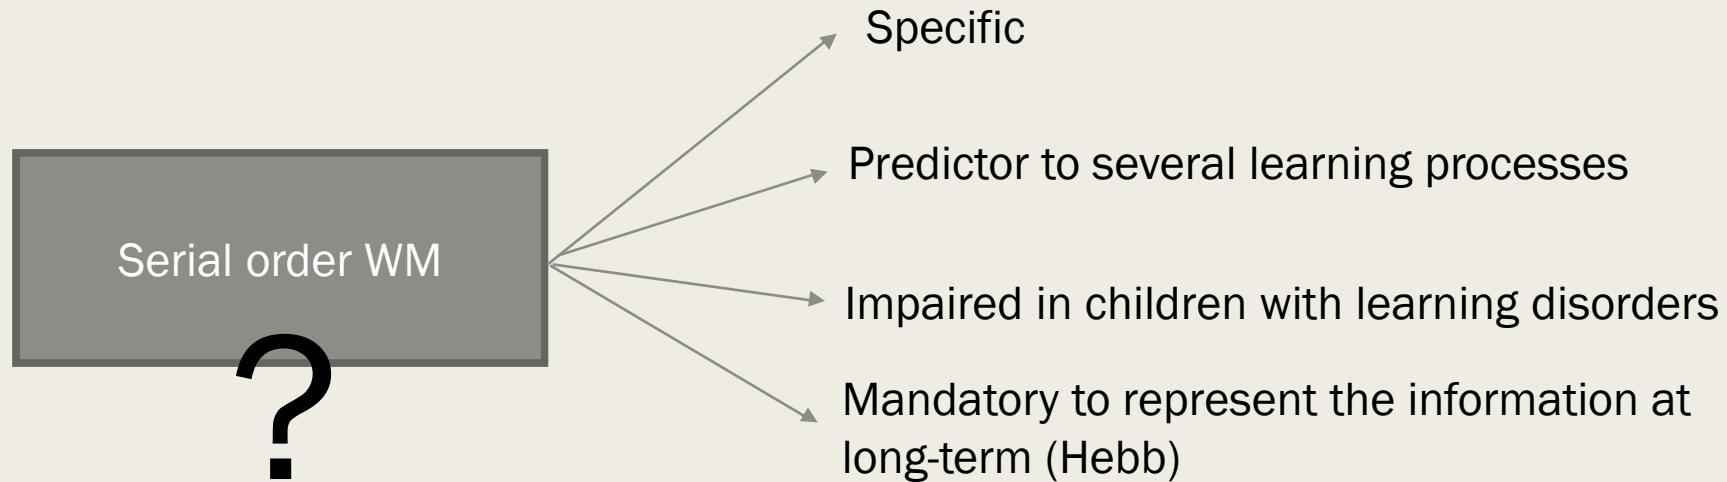 Specific
Predictor to several learning processes
Serial order WM
Impaired in children with learning disorders
?
Mandatory to represent the information at
long-term (Hebb)